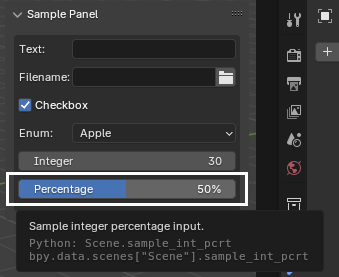 Sample Panel
Text:
Filename:
Checkbox
Enum: Apple
Integer 30
Percentage 50%
Sample integer percentage input.
Python: Scene.sample_int_pcrt
bpy.data.scenes["Scene"].sample_int_pcrt